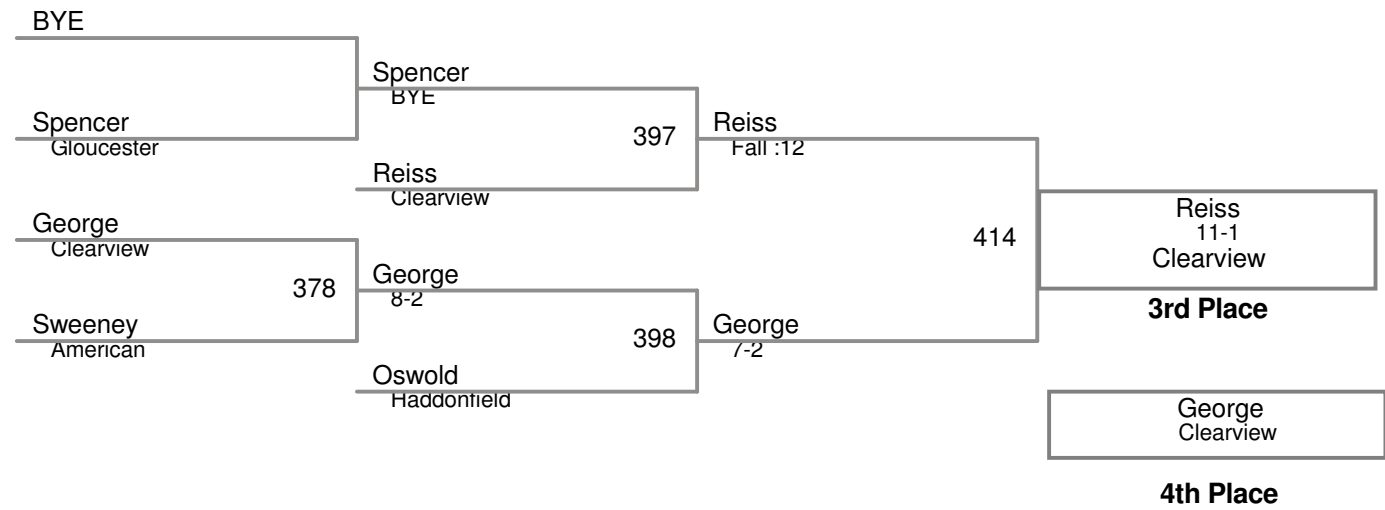 BYE
Spencer
BYE
Spencer
Gloucester
397
Reiss
Fall :12
Reiss
Clearview
George
Clearview
378
George
8-2
Sweeney
American
398
George
7-2
Oswold
Haddonfield
414
Reiss
11-1
Clearview
3rd Place
George
Clearview
4th Place